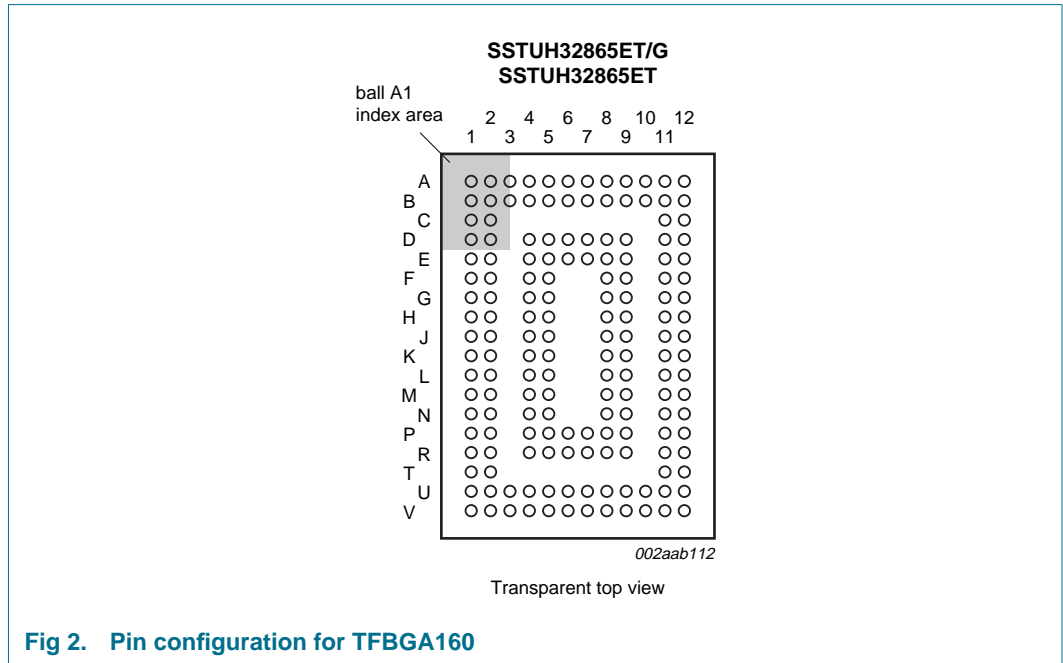 SSTUH32865ET/G
SSTUH32865ET
ball A1
index area
2 4 6 8 10 12
1 3 5 7 9 11
A
B
C
D
E
F
G
H
J
K
L
M
N
P
R
T
U
V
002aab112
Transparent top view
Fig 2. Pin configuration for TFBGA160